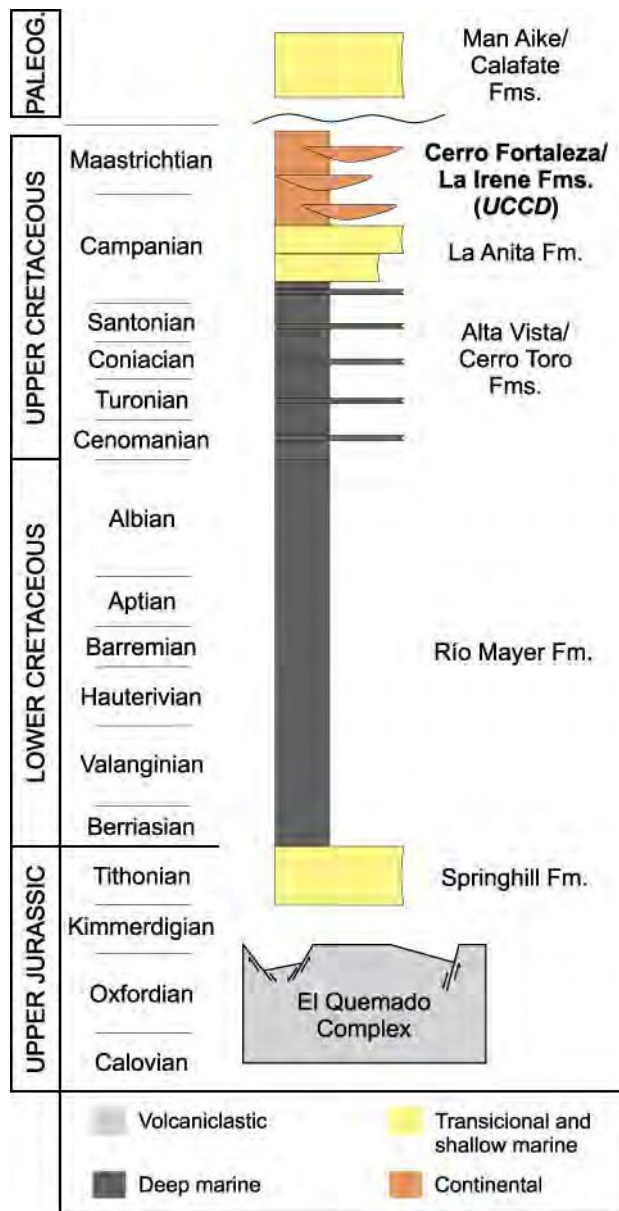 PALEOG.
Man Aike/
Calafate
Fms.
UPPER CRETACEOUS
Maastrichtian
Cerro Fortaleza/
La Irene Fms.
(UCCD)
Campanian
La Anita Fm.
Santonian
Coniacian
Turonian
Cenomanian
Alta Vista/
Cerro Toro
Fms.
LOWER CRETACEOUS
Albian
Aptian
Barremian
Hauterivian
Valanginian
Berriasian
Río Mayer Fm.
UPPER JURASSIC
Tithonian
Springhill Fm.
Kimmerdigian
Oxfordian
Calovian
El Quemado
Complex
Volcaniclastic
Transicional and
shallow marine
Deep marine
Continental